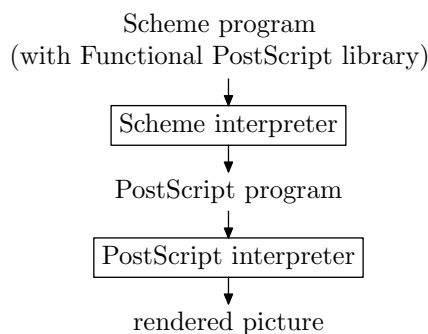 Scheme program
(with Functional PostScript library)
Scheme interpreter
PostScript program
PostScript interpreter
rendered picture